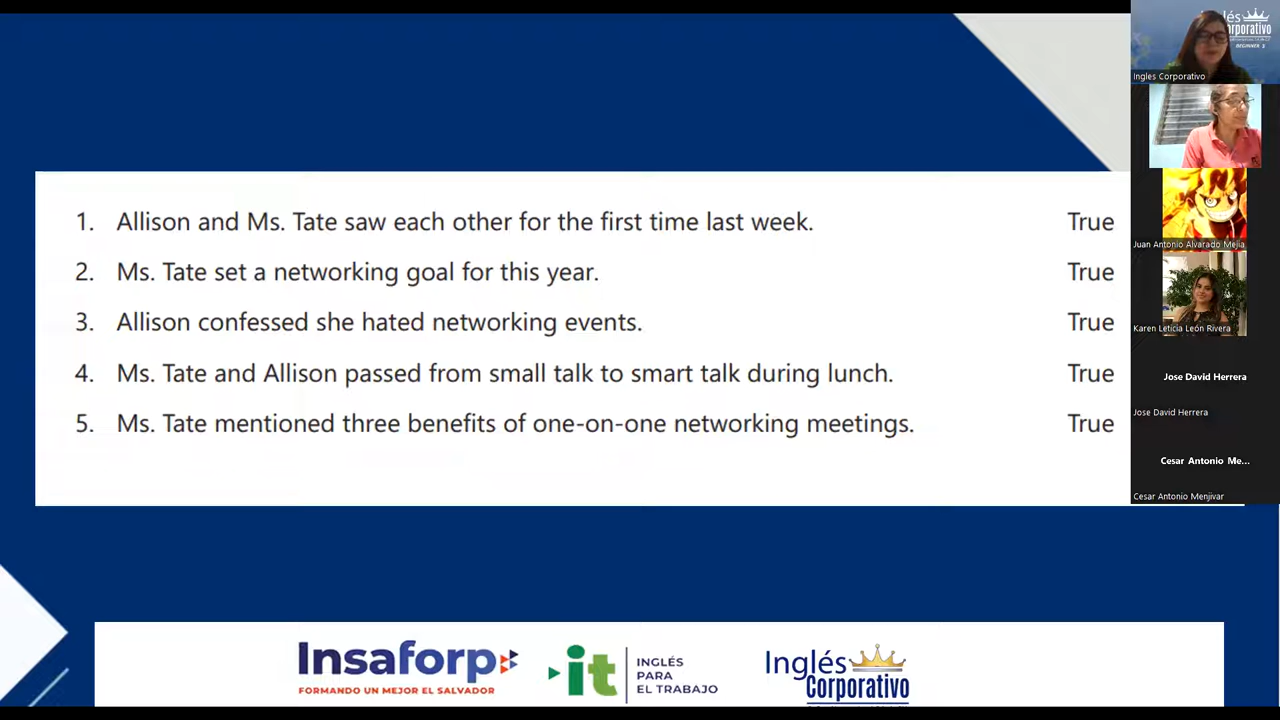 1. Allison and Ms. Tate saw each other for the first time last week. True
2. Ms. Tate set a networking goal for this year. True
3. Allison confessed she hated networking events. True
4. Ms. Tate and Allison passed from small talk to smart talk during lunch. True
5. Ms. Tate mentioned three benefits of one-on-one networking meetings. True
Insaforp
FORMANDO UN MEJOR EL SALVADOR
it
INGLÉS
PARA
EL TRABAJO
Inglés
Corporativo
BEGINNER 3
Ingles Corporativo
Juan Antonio Alvarado Mejia
Karen Leticia León Rivera
Jose David Herrera
Jose David Herrera
Cesar Antonio Me...
Cesar Antonio Menjivar